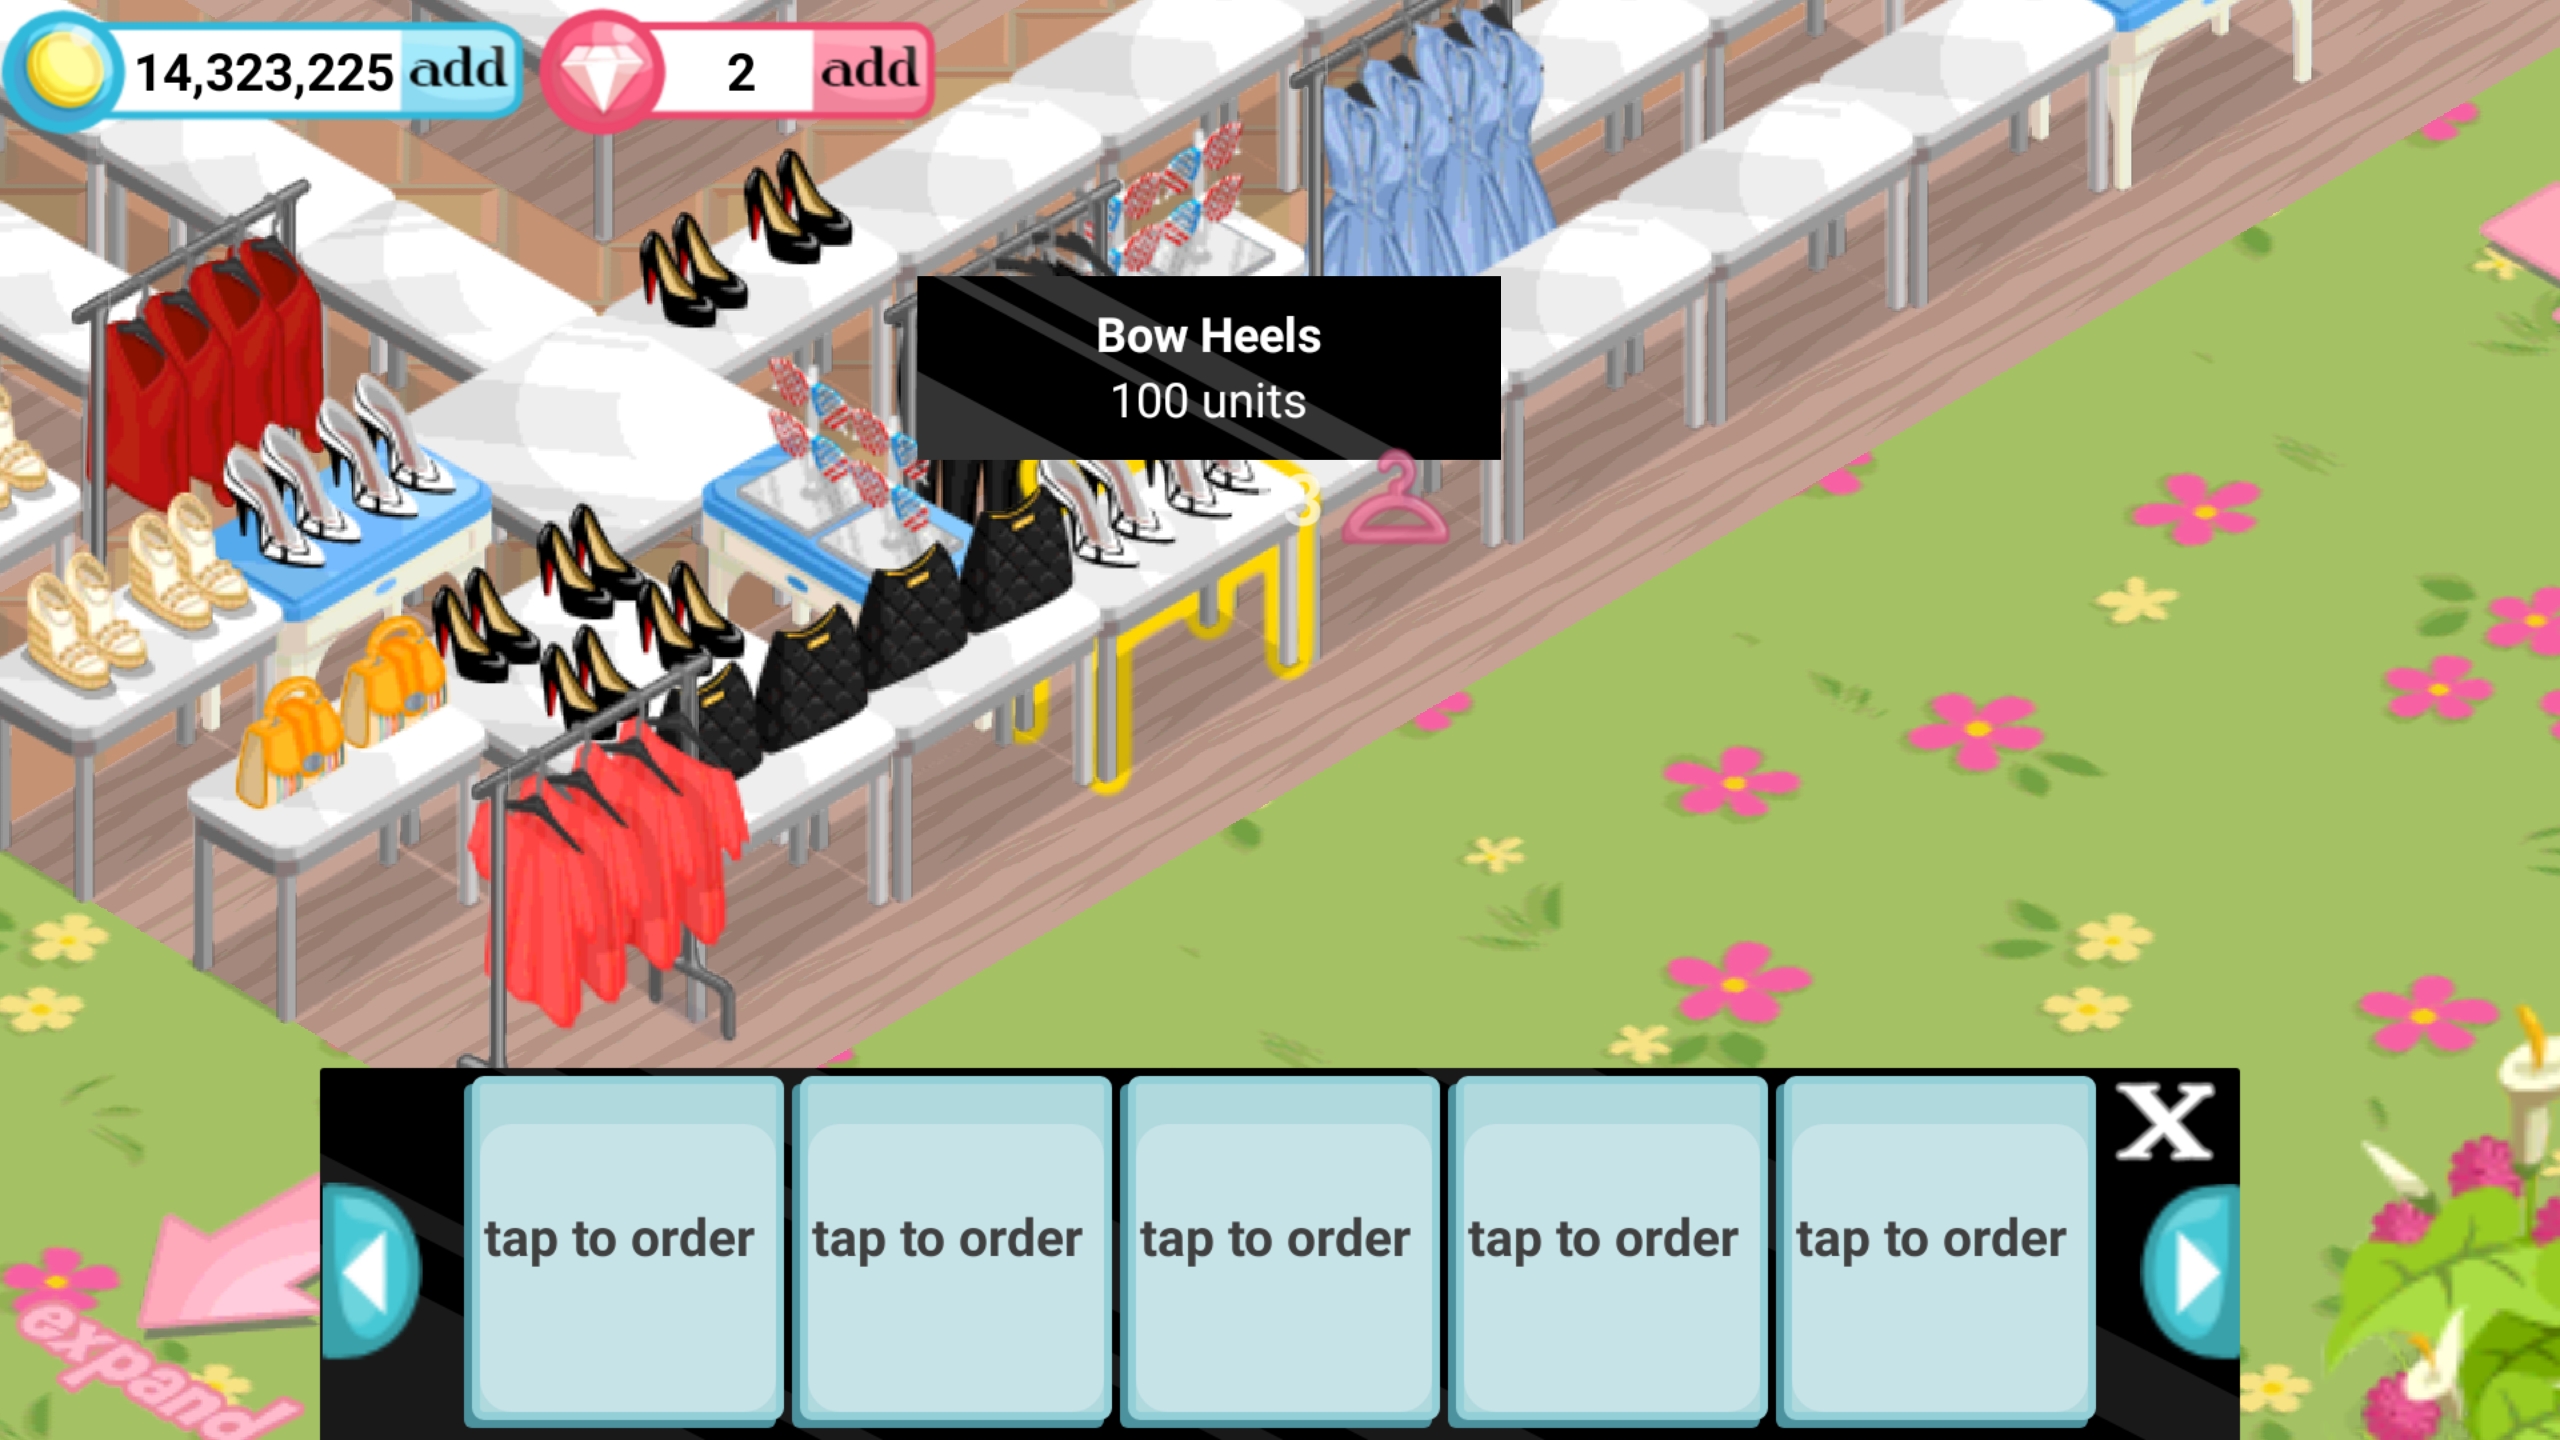 14,323,225 add
2 add
Bow Heels
100 units
3
X
tap to order
tap to order
tap to order
tap to order
tap to order
expand